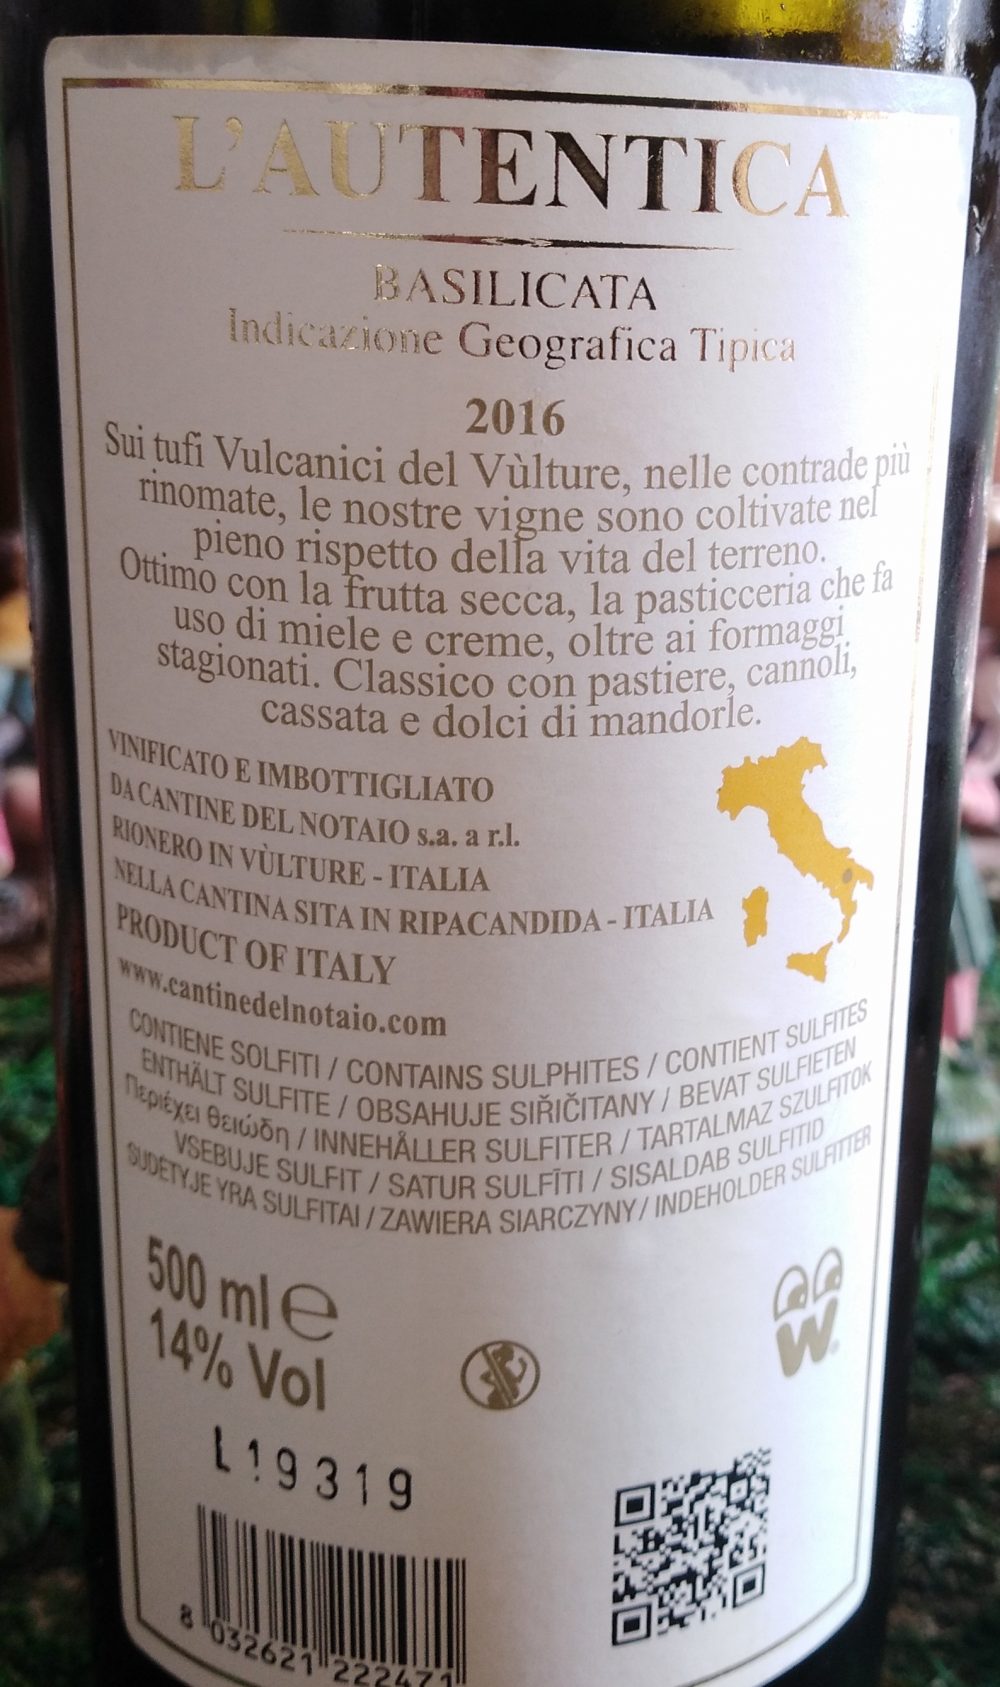 L'AUTENTICA
BASILICATA
Indicazione Geografica Tipica
2016
Sui tufi Vulcanici del Vùlture, nelle contrade più
rinomate, le nostre vigne sono coltivate nel
pieno rispetto della vita del terreno.
Ottimo con la frutta secca, la pasticceria che fa
uso di miele e creme, oltre ai formaggi
stagionati. Classico con pastiere, cannoli,
cassata e dolci di mandorle.
VINIFICATO E IMBOTTIGLIATO
DA CANTINE DEL NOTAIO s.a. a r.l.
RIONERO IN VÙLTURE - ITALIA
NELLA CANTINA SITA IN RIPACANDIDA - ITALIA
PRODUCT OF ITALY
www.cantinedelnotaio.com
CONTIENE SOLFITI / CONTAINS SULPHITES / CONTIENT SULFITES
ENTHÄLT SULFITE / OBSAHUJE SIŘIČITANY / BEVAT SULFIETEN
Περιέχει θειώδη / INNEHÅLLER SULFITER / TARTALMAZ SZULFITOK
VSEBUJE SULFIT / SATUR SULFĪTI / SISALDAB SULFITID
SUDĖTYJE YRA SULFITAI / ZAWIERA SIARCZYNY / INDEHOLDER SULFITTER
500 ml e
14% Vol
W
L19319
8 032621 222471